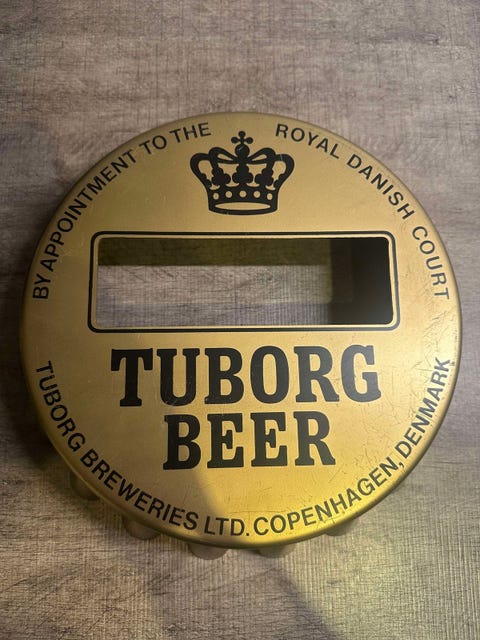 BY APPOINTMENT TO THE ROYAL DANISH COURT
TUBORG
BEER
TUBORG BREWERIES LTD. COPENHAGEN, DENMARK